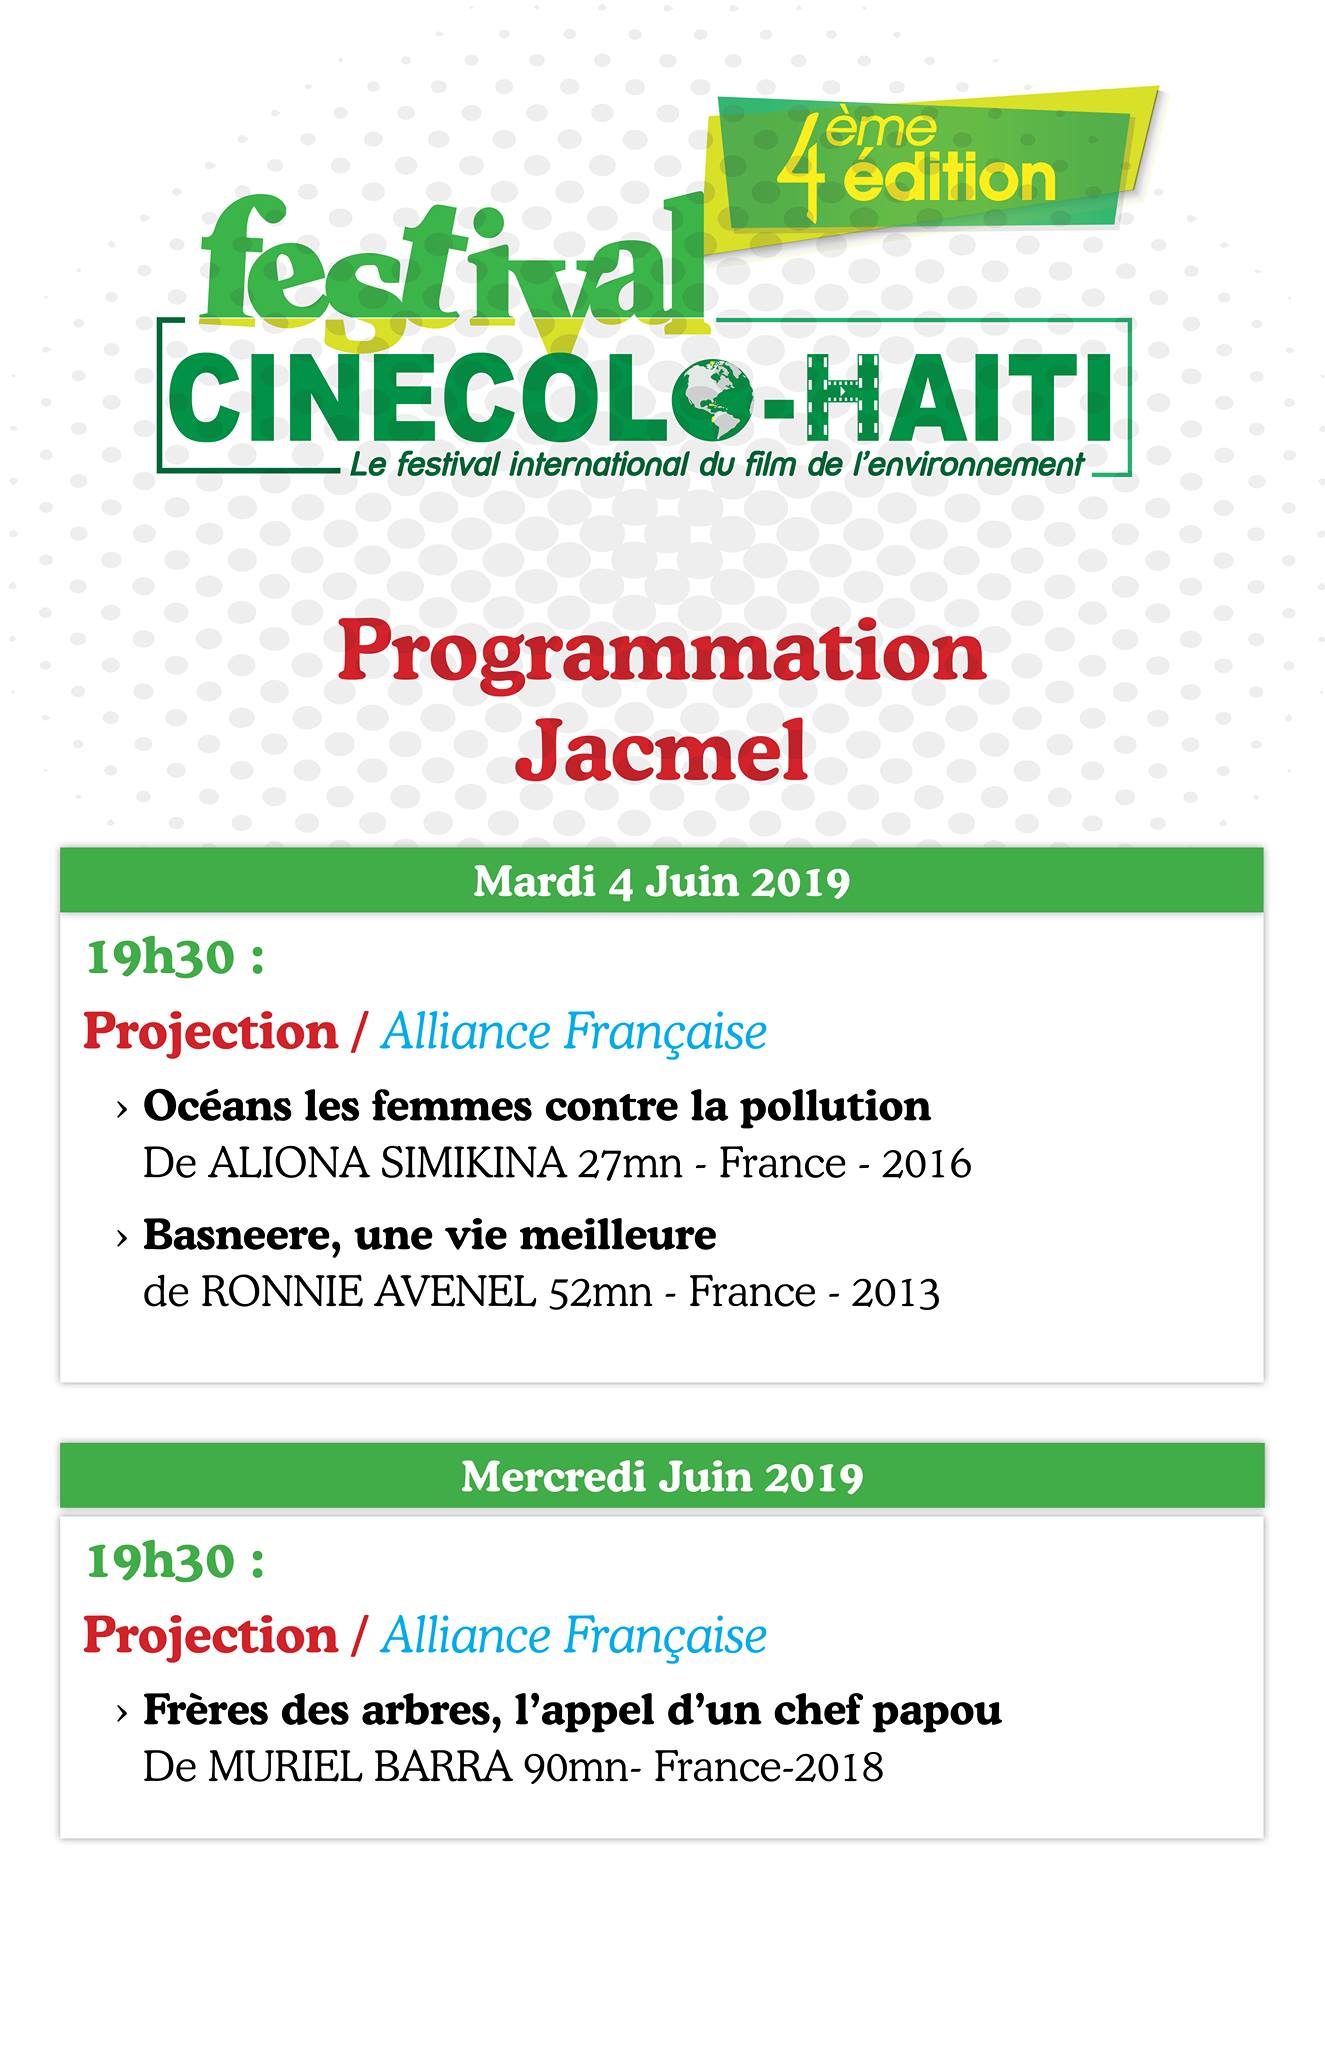 4ème édition
festival
CINECOLO-HAITI
Le festival international du film de l'environnement
Programmation
Jacmel
Mardi 4 Juin 2019
19h30 :
Projection / Alliance Française
› Océans les femmes contre la pollution
De ALIONA SIMIKINA 27mn - France - 2016
› Basneere, une vie meilleure
de RONNIE AVENEL 52mn - France - 2013
Mercredi Juin 2019
19h30 :
Projection / Alliance Française
› Frères des arbres, l’appel d’un chef papou
De MURIEL BARRA 90mn- France-2018